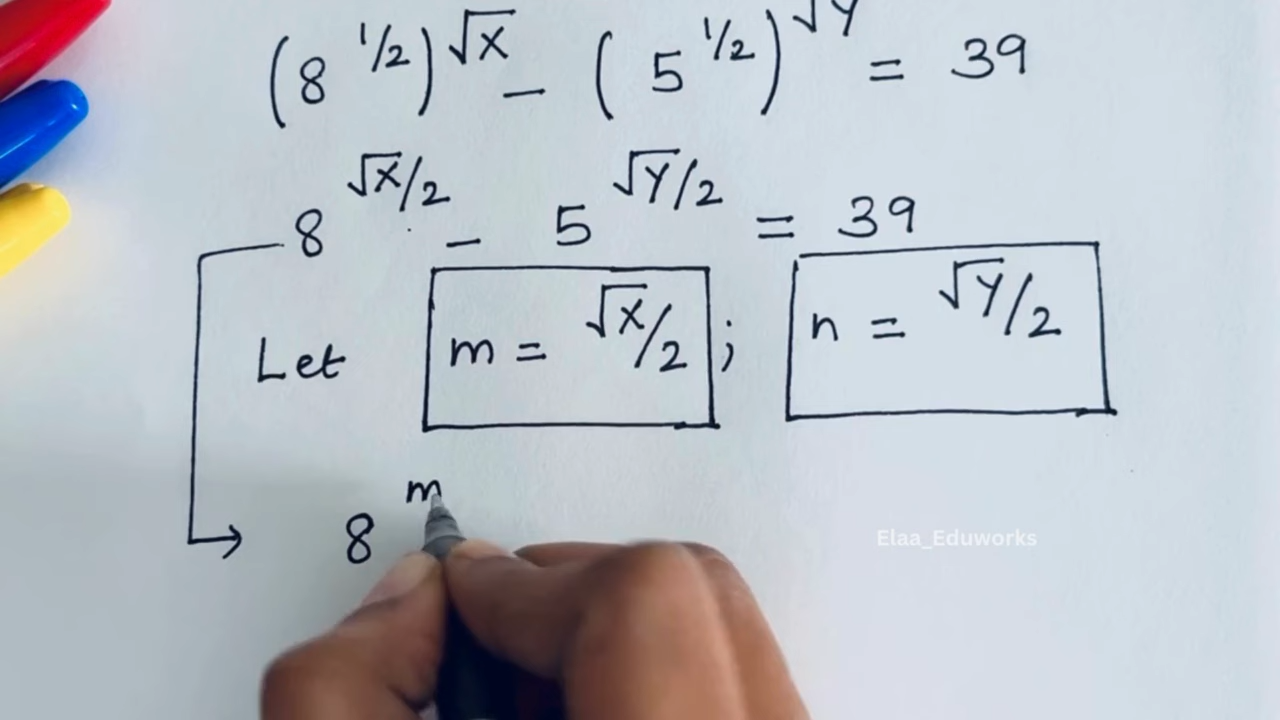 (8^{1/2})^{√X} - (5^{1/2})^{√Y} = 39
8^{√X/2} - 5^{√Y/2} = 39
Let m = √X/2 ; n = √Y/2
8^m
Elaa_Eduworks